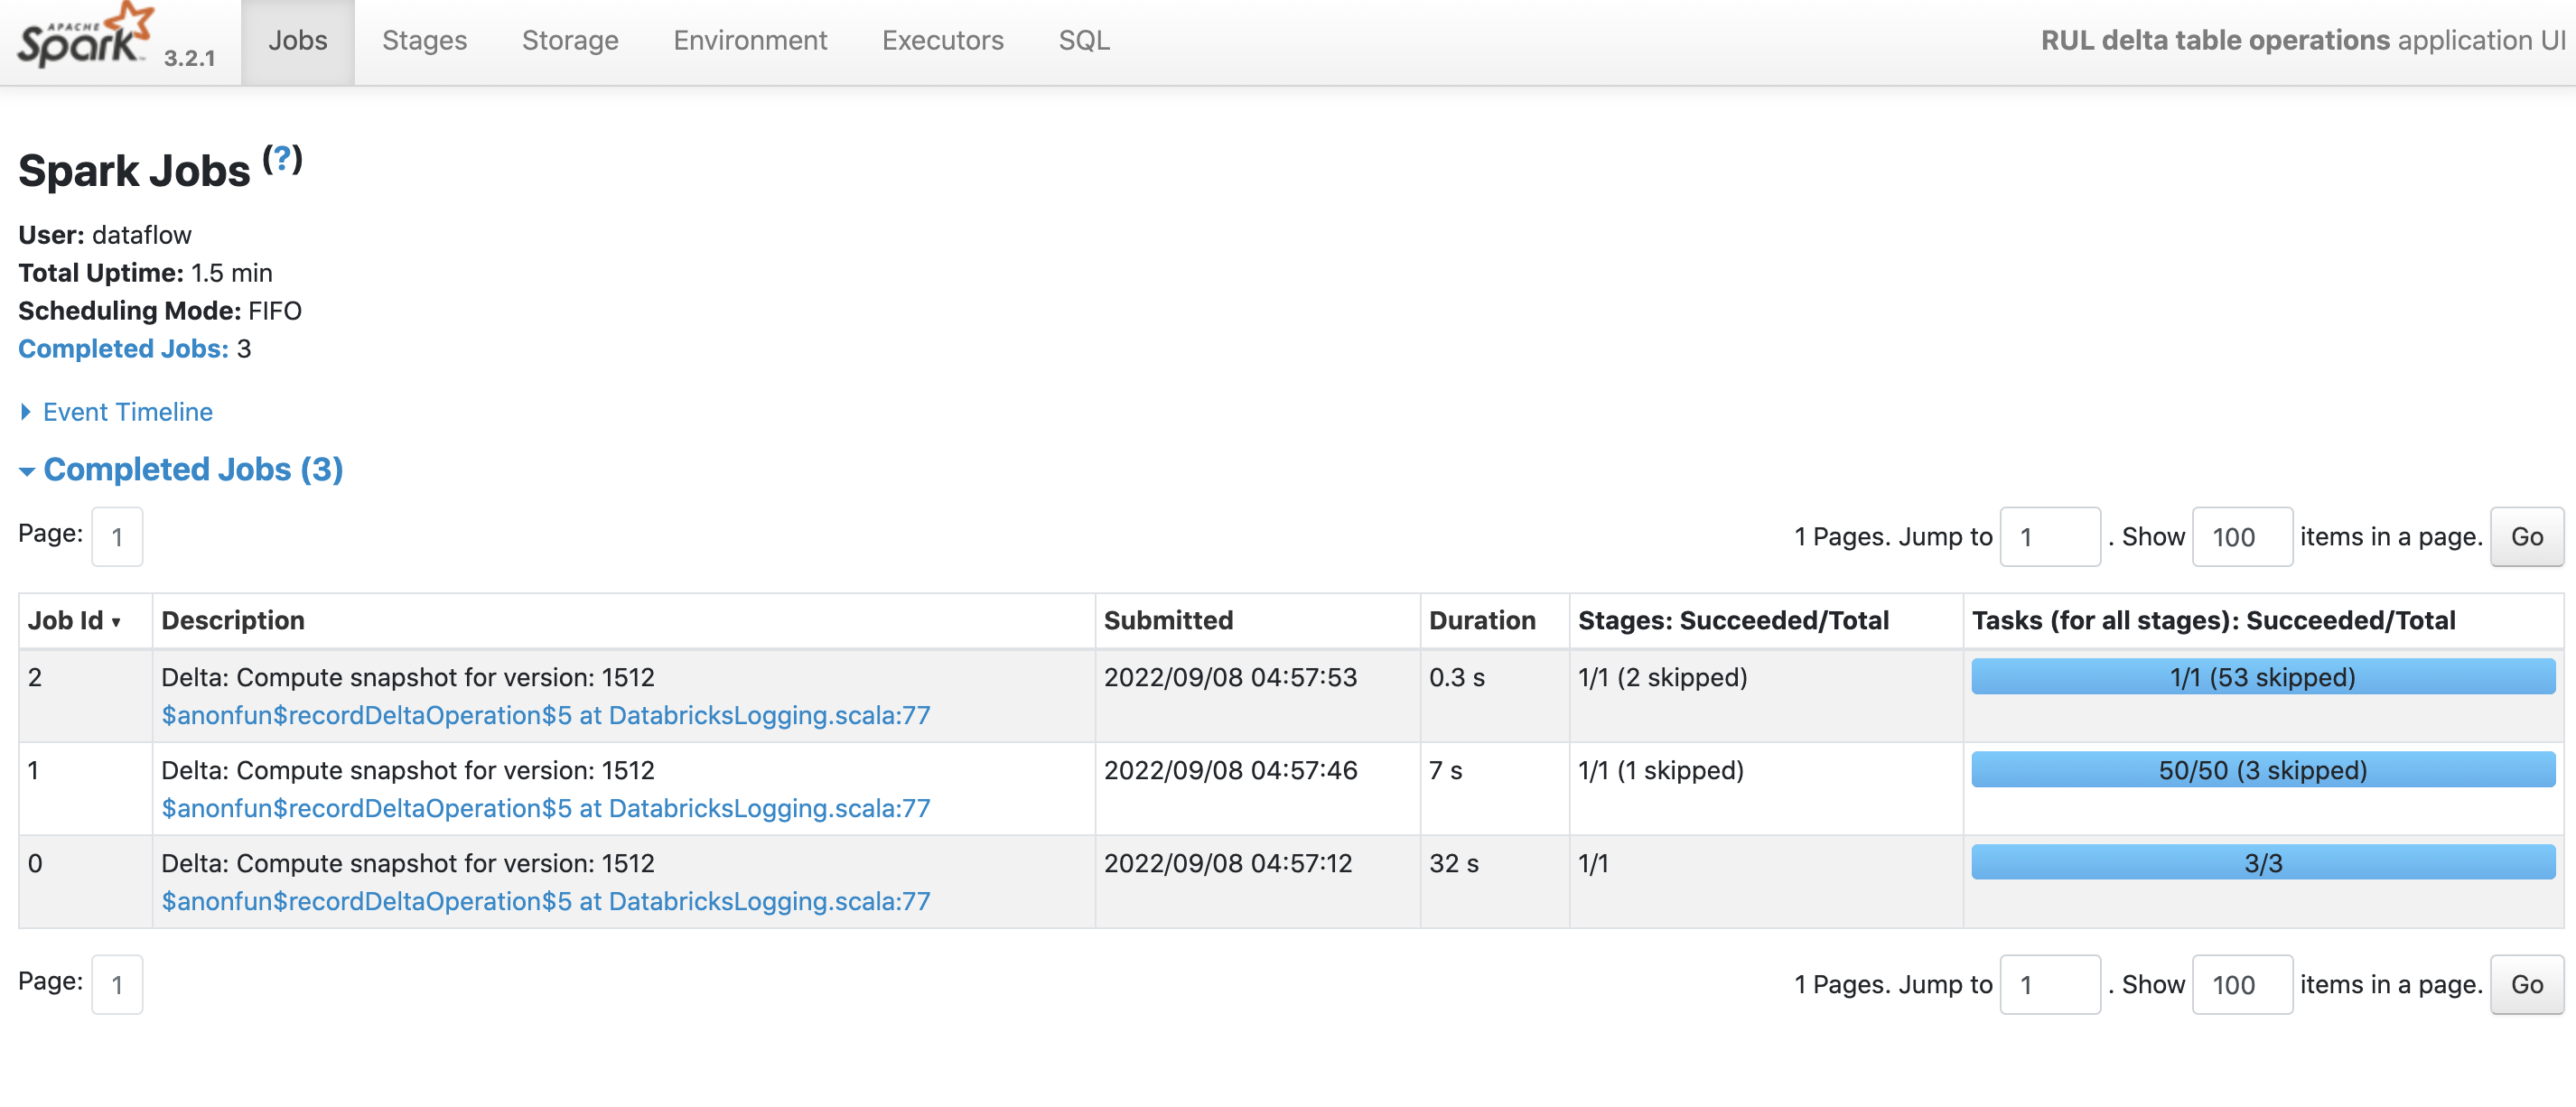 APACHE
Spark 3.2.1 Jobs Stages Storage Environment Executors SQL RUL delta table operations application UI
Spark Jobs (?)
User: dataflow
Total Uptime: 1.5 min
Scheduling Mode: FIFO
Completed Jobs: 3
Event Timeline
Completed Jobs (3)
Page: 1 1 Pages. Jump to 1 . Show 100 items in a page. Go
Job Id ▾ Description Submitted Duration Stages: Succeeded/Total Tasks (for all stages): Succeeded/Total
2 Delta: Compute snapshot for version: 1512 2022/09/08 04:57:53 0.3 s 1/1 (2 skipped) 1/1 (53 skipped)
$anonfun$recordDeltaOperation$5 at DatabricksLogging.scala:77
1 Delta: Compute snapshot for version: 1512 2022/09/08 04:57:46 7 s 1/1 (1 skipped) 50/50 (3 skipped)
$anonfun$recordDeltaOperation$5 at DatabricksLogging.scala:77
0 Delta: Compute snapshot for version: 1512 2022/09/08 04:57:12 32 s 1/1 3/3
$anonfun$recordDeltaOperation$5 at DatabricksLogging.scala:77
Page: 1 1 Pages. Jump to 1 . Show 100 items in a page. Go